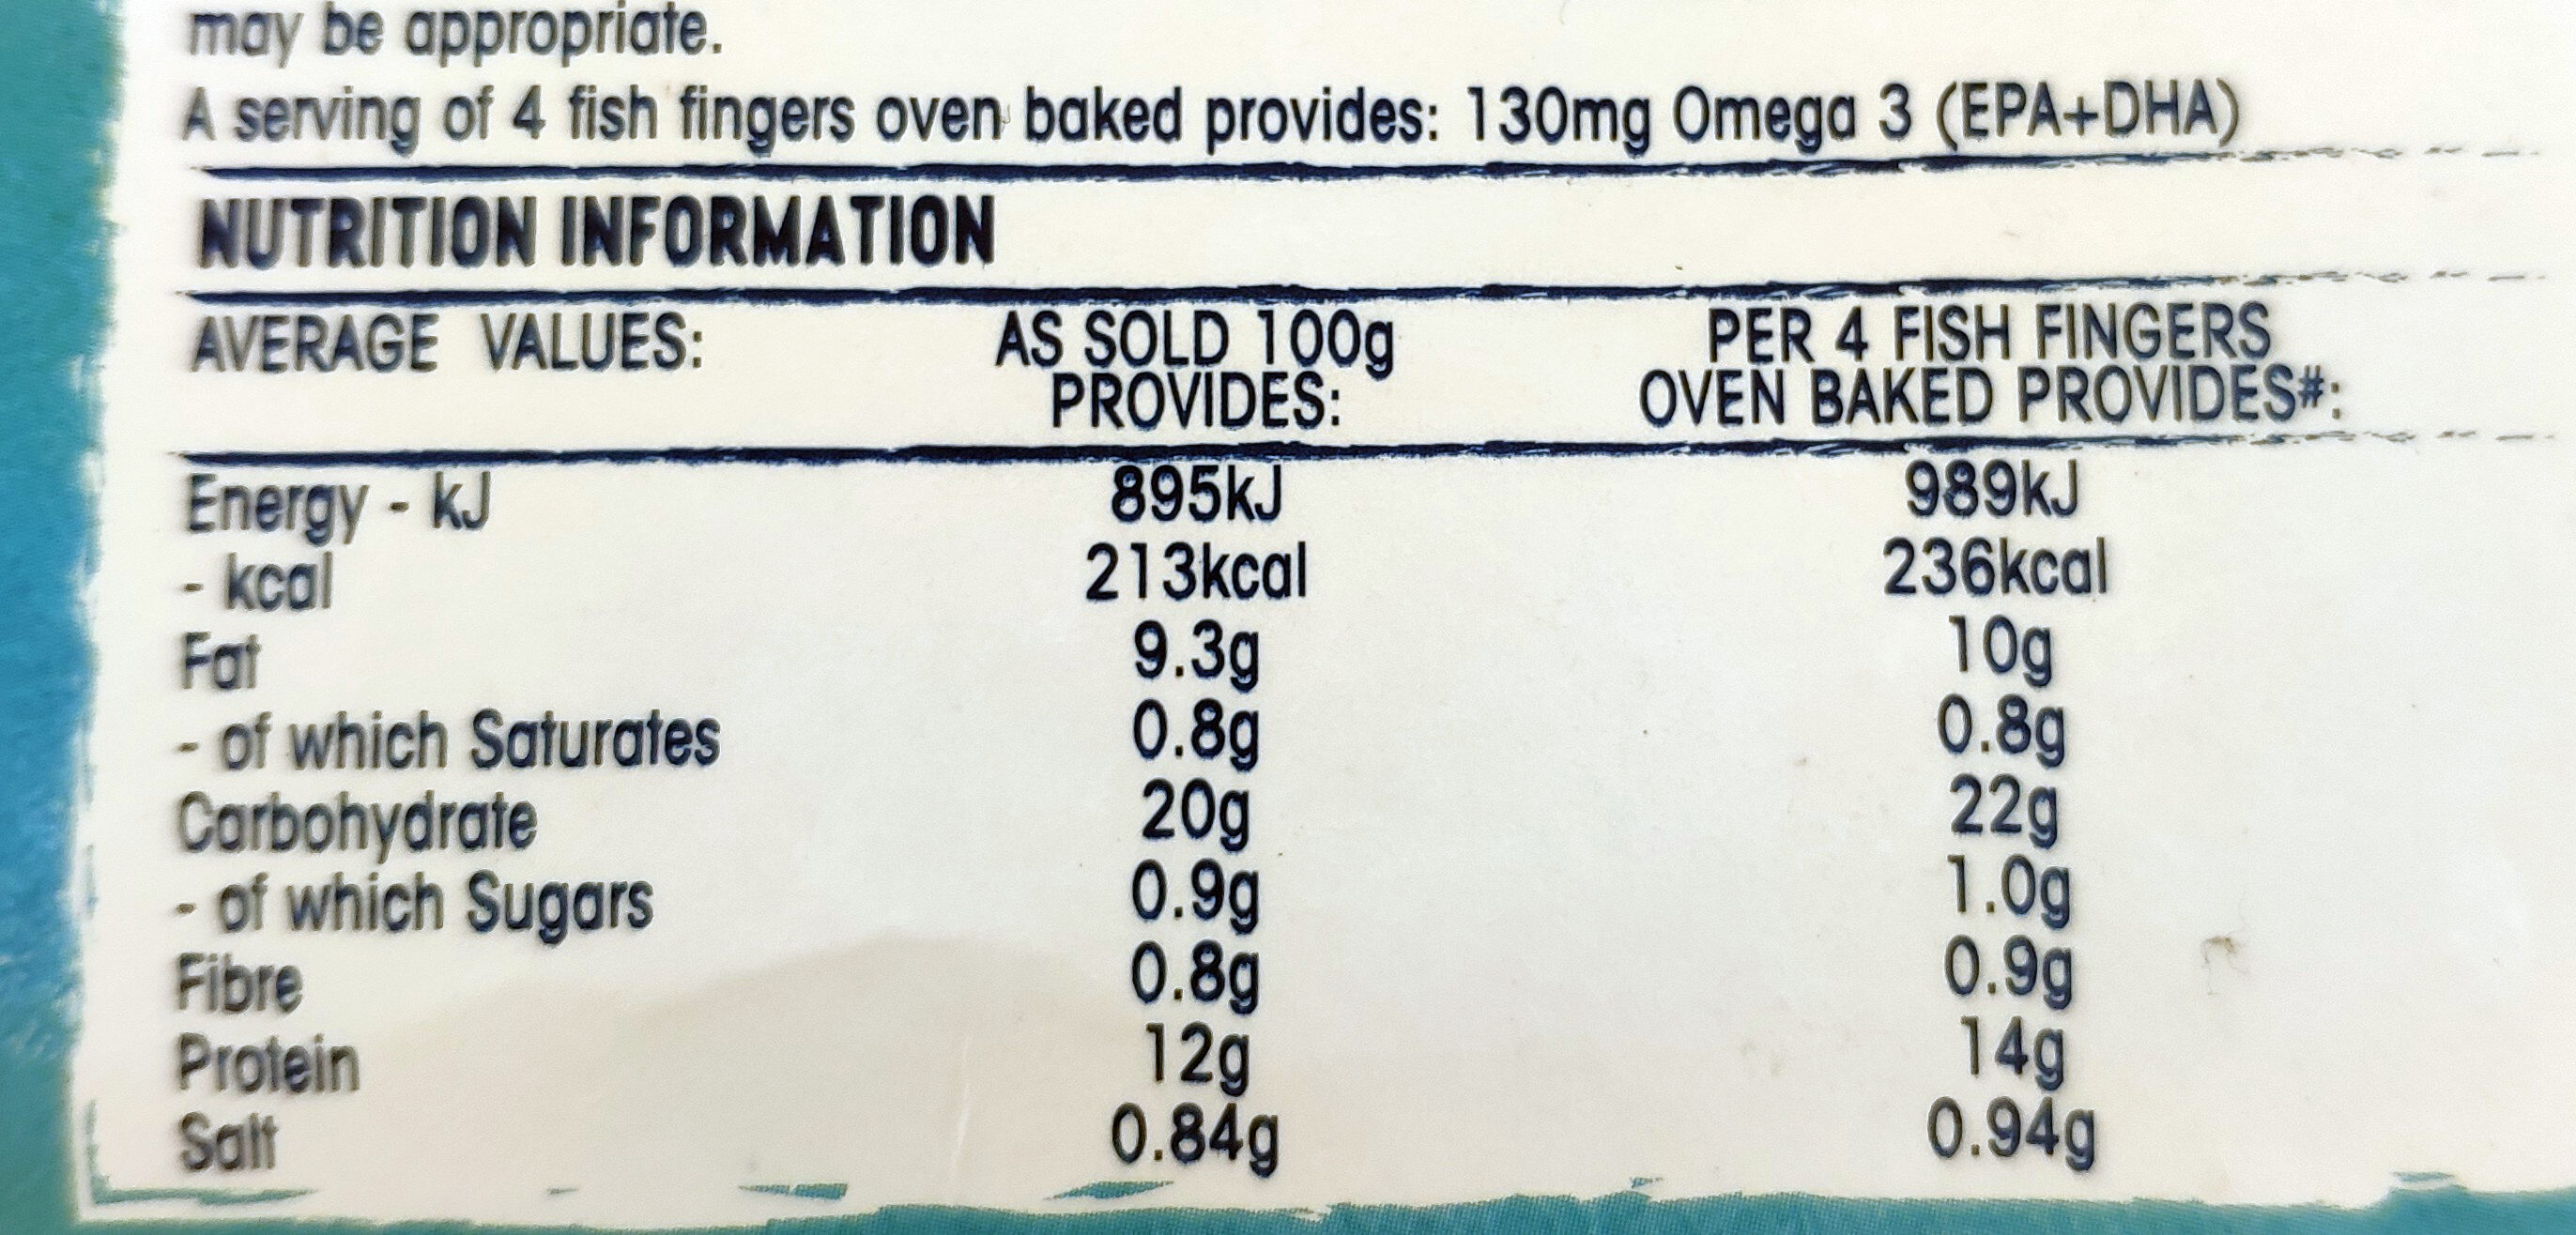 may be appropriate.
A serving of 4 fish fingers oven baked provides: 130mg Omega 3 (EPA+DHA)
NUTRITION INFORMATION
AVERAGE VALUES: AS SOLD 100g PROVIDES: PER 4 FISH FINGERS OVEN BAKED PROVIDES#:
Energy - kJ 895kJ 989kJ
- kcal 213kcal 236kcal
Fat 9.3g 10g
- of which Saturates 0.8g 0.8g
Carbohydrate 20g 22g
- of which Sugars 0.9g 1.0g
Fibre 0.8g 0.9g
Protein 12g 14g
Salt 0.84g 0.94g